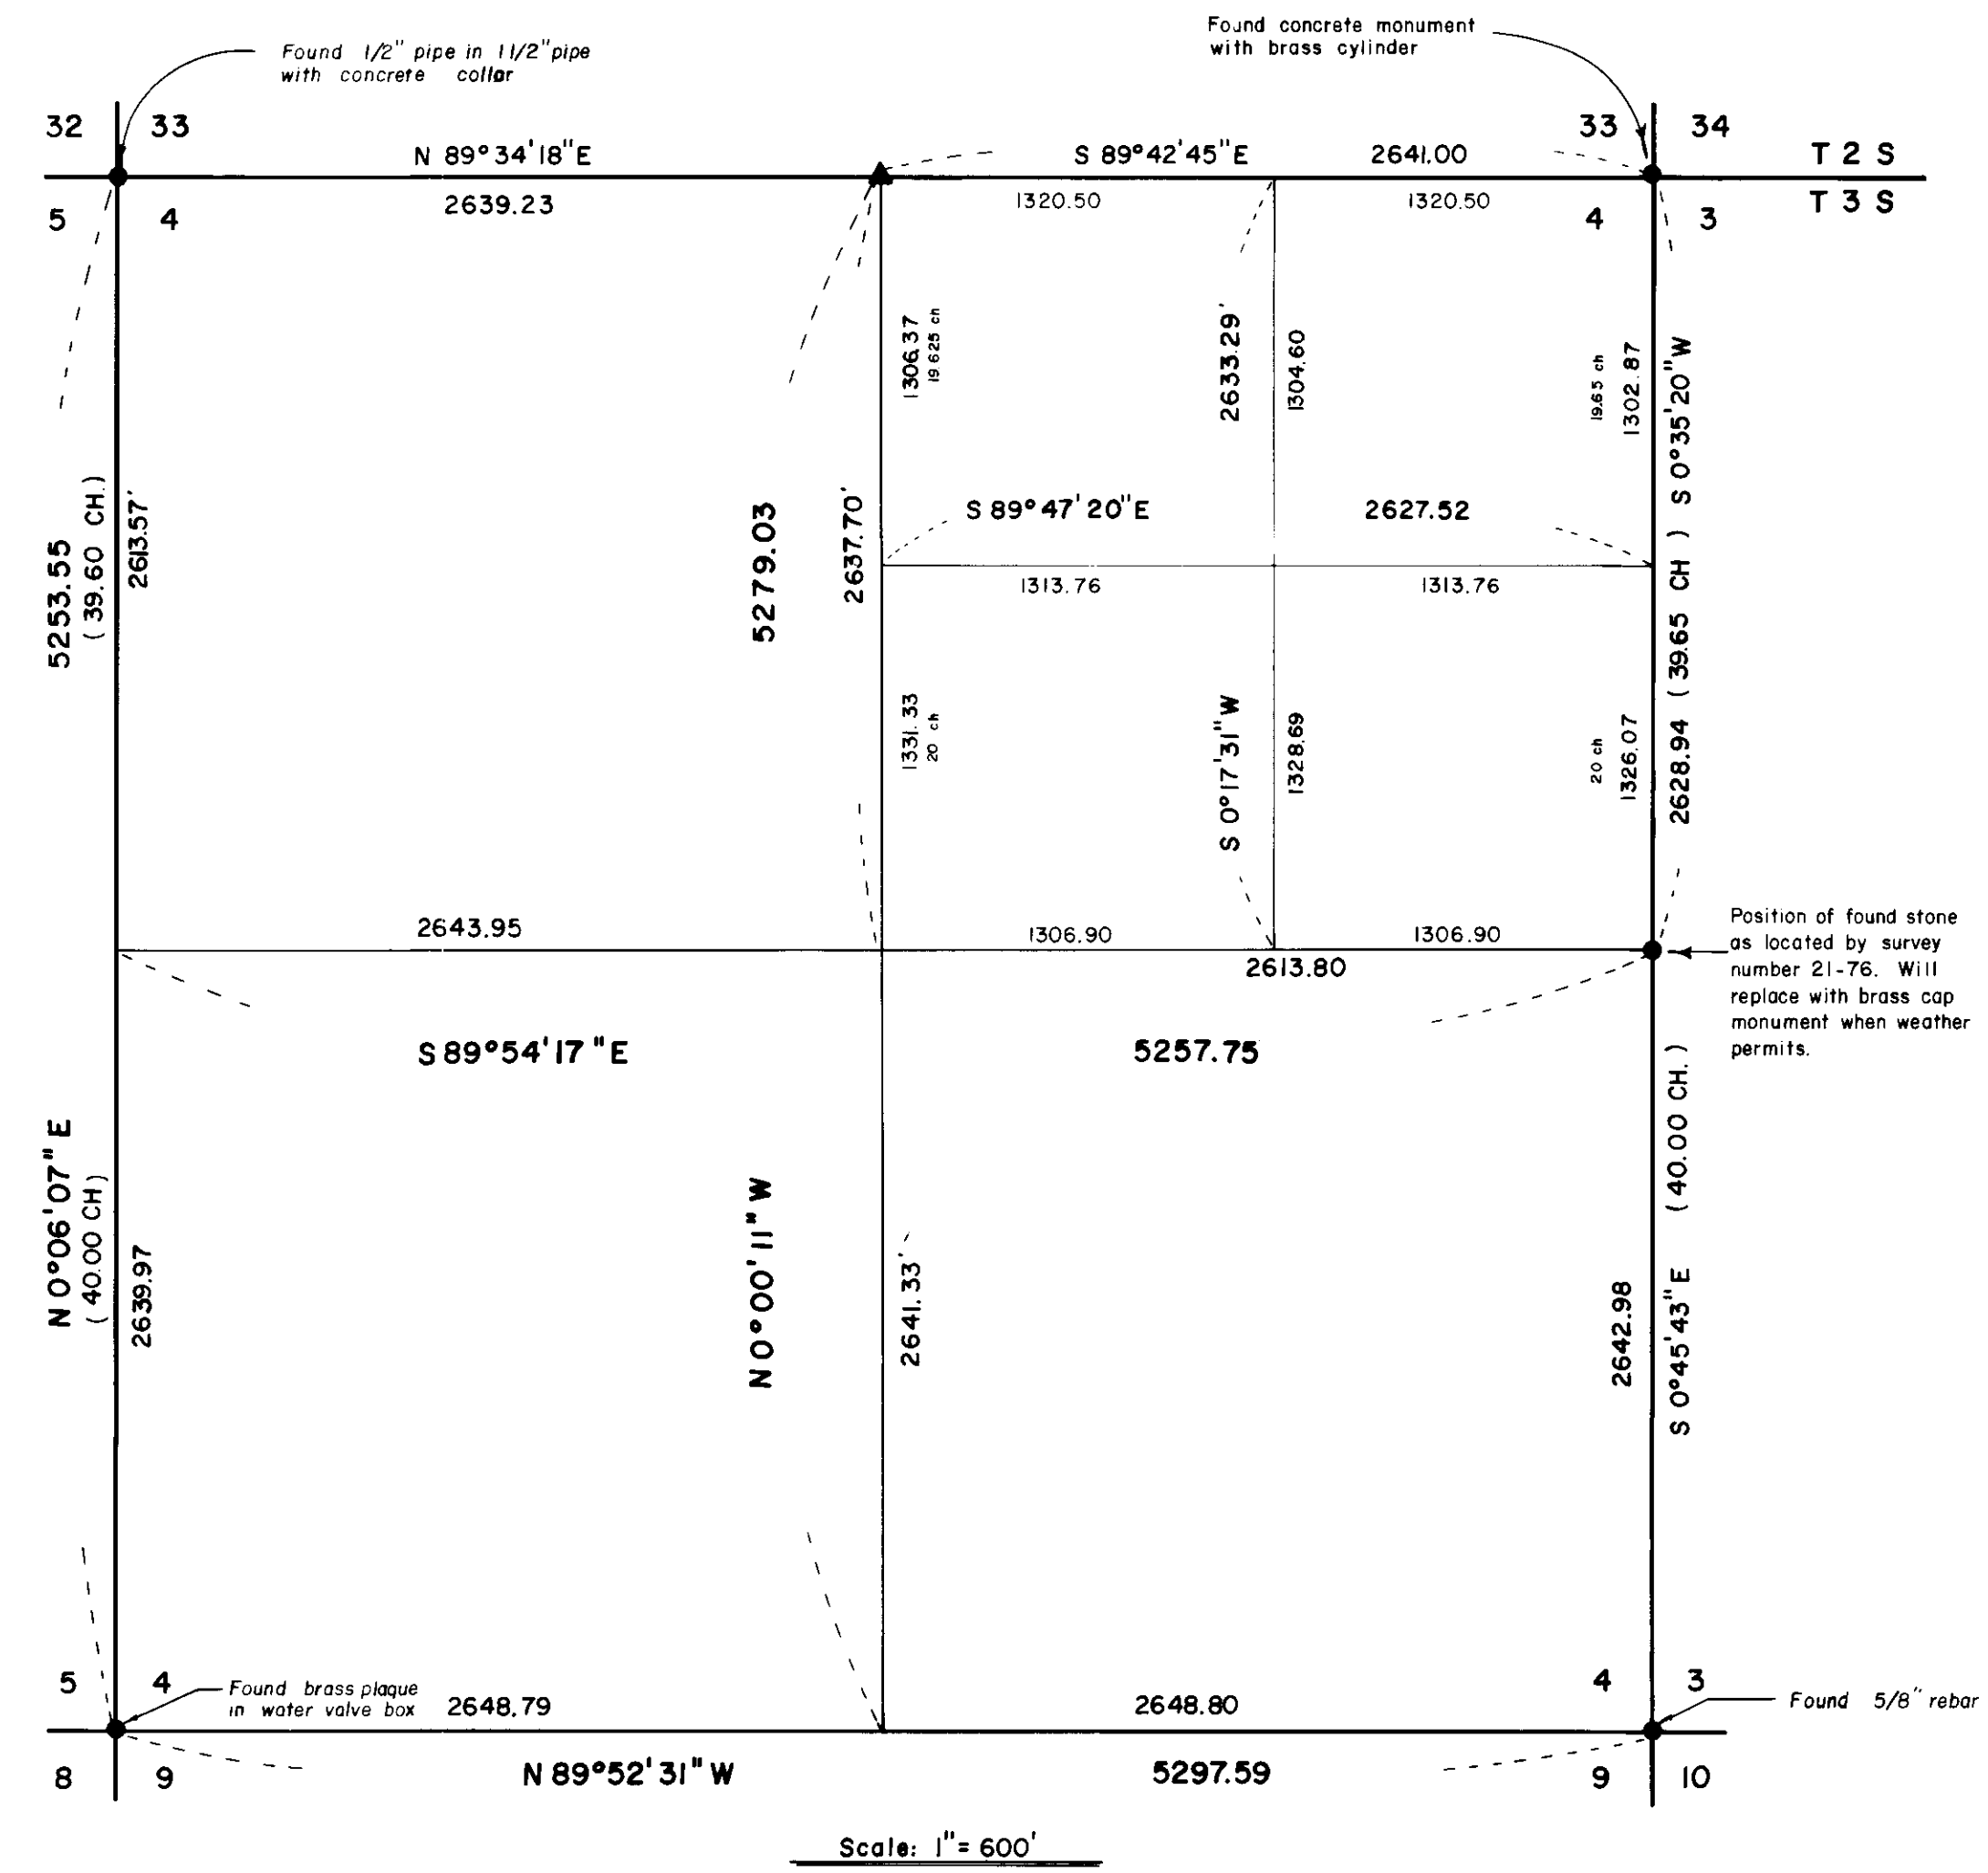 Found 1/2" pipe in 1 1/2" pipe
with concrete collar
Found concrete monument
with brass cylinder
32
33
33
34
N 89°34'18"E
S 89°42'45"E
2641.00
T 2 S
5
4
2639.23
1320.50
1320.50
4
3
T 3 S
5253.55
(39.60 CH.)
2613.57'
5279.03
2637.70'
1306.37
19.625 ch
2633.29'
1304.60
19.65 ch
1302.87
S 0°35'20"W
S 89°47'20"E
2627.52
1313.76
1313.76
1331.33
20 ch
S 0°17'31"W
1328.69
20 ch
1326.07
2628.94 (39.65 CH)
2643.95
1306.90
1306.90
2613.80
Position of found stone
as located by survey
number 21-76. Will
replace with brass cap
monument when weather
permits.
S 89°54'17"E
5257.75
N 0°06'07"E
(40.00 CH)
2639.97
N 0°00'11"W
2641.33'
2642.98
S 0°45'43"E (40.00 CH.)
5
4
Found brass plaque
in water valve box
2648.79
2648.80
4
3
Found 5/8" rebar
8
9
N 89°52'31"W
5297.59
9
10
Scale: 1"= 600'